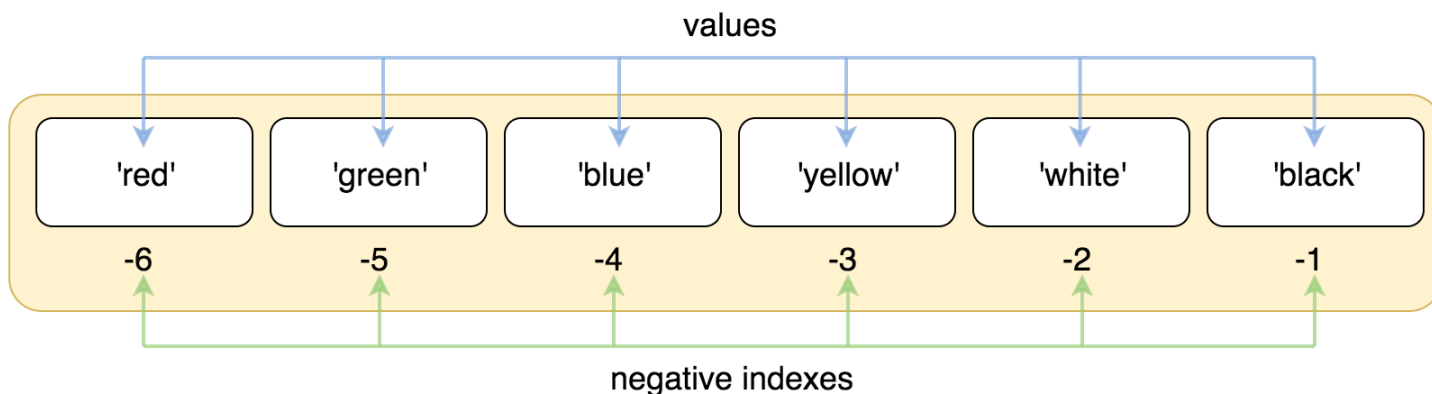 values
'red' 'green' 'blue' 'yellow' 'white' 'black'
-6 -5 -4 -3 -2 -1
negative indexes